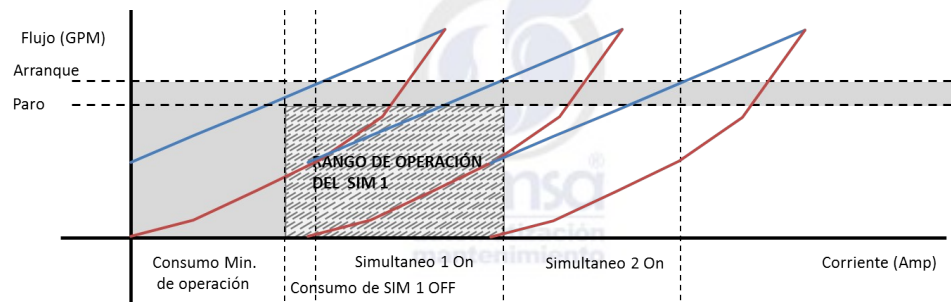 Flujo (GPM)
Arranque
Paro
RANGO DE OPERACIÓN
DEL SIM 1
®
mantenimiento
Consumo Min.
de operación
Simultaneo 1 On
Simultaneo 2 On
Corriente (Amp)
Consumo de SIM 1 OFF